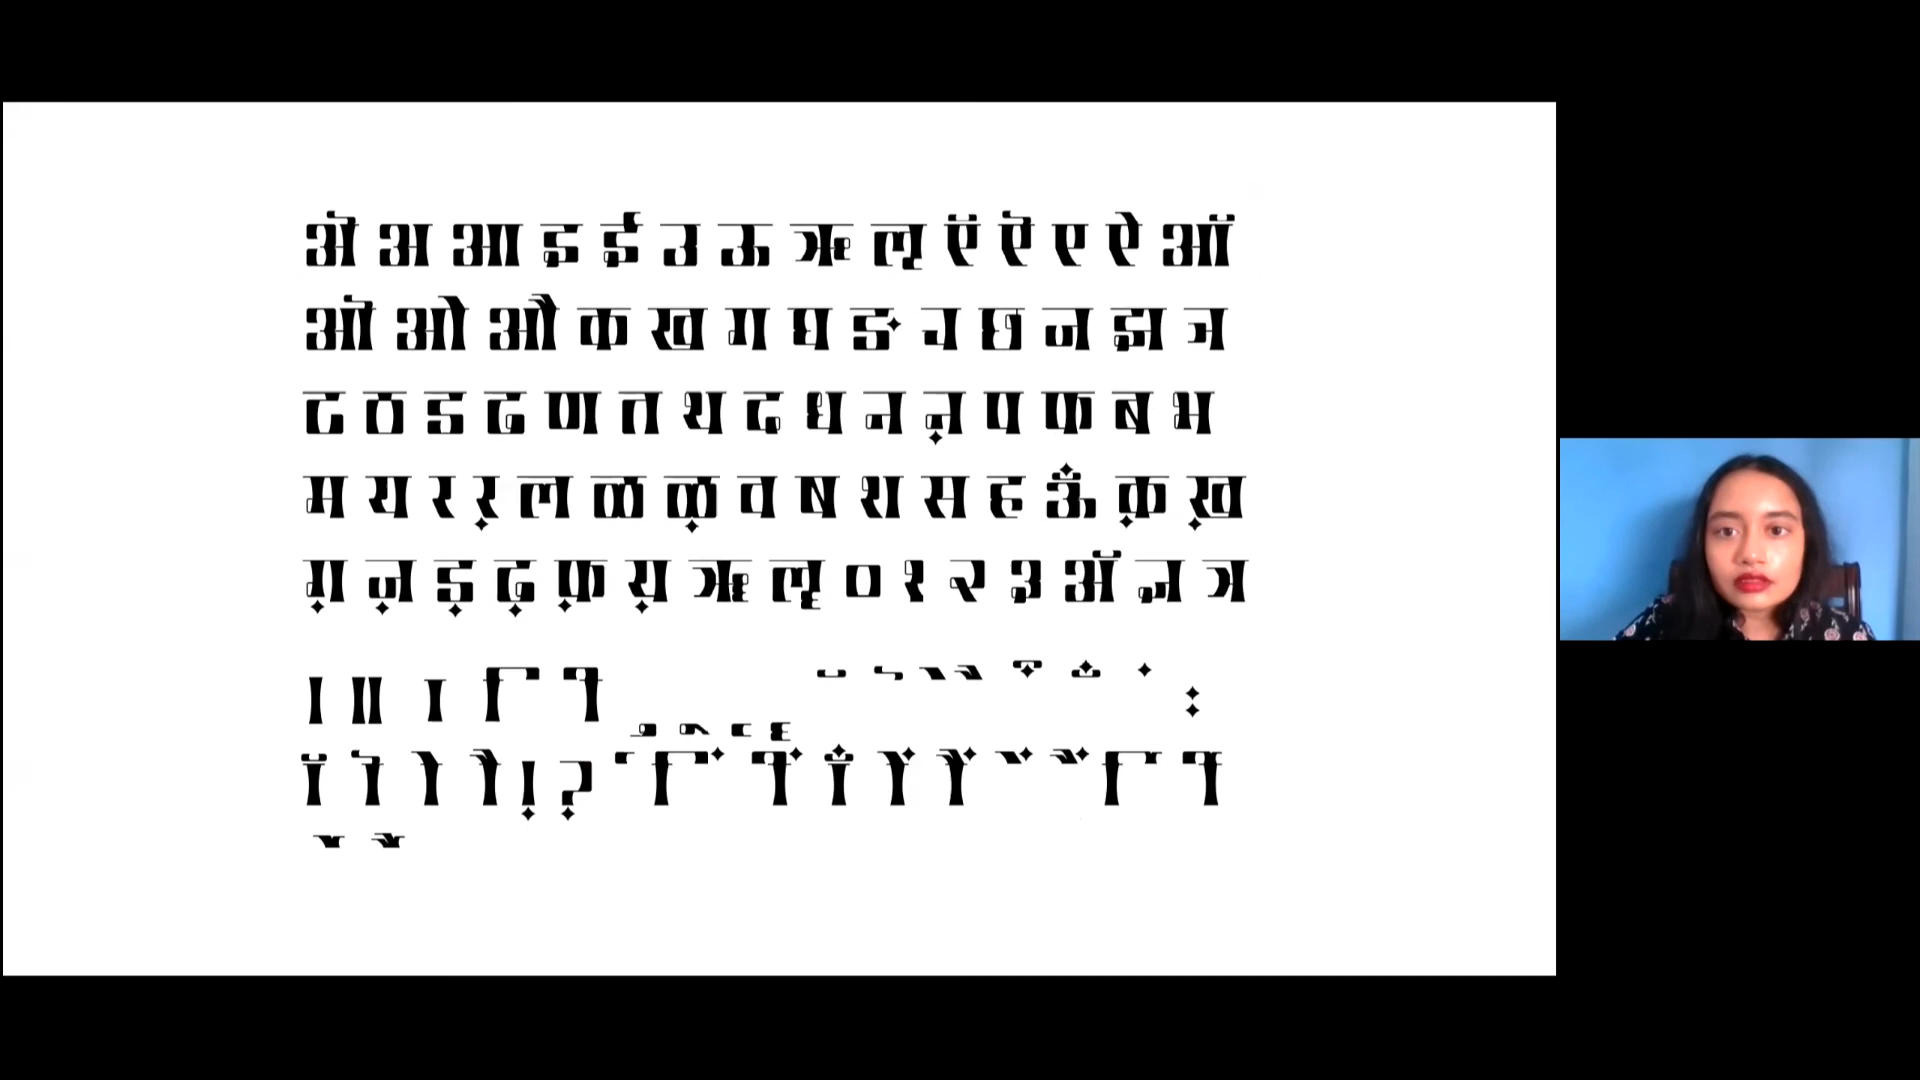 ऒ अ आ इ ई उ ऊ ऋ ऌ ऍ ऎ ए ऐ ऑ
ऒ ओ औ क ख ग घ ङ च छ ज झ ञ
ट ठ ड ढ ण त थ द ध न ऩ प फ ब भ
म य र ऱ ल ळ ऴ व ष श स ह ॐ क़ ख़
ग़ ज़ ड़ ढ़ फ़ य़ ॠ ॡ ० १ २ ३ ॲ ञ
। ॥ ा ि ी ु ू ृ ॄ ॅ ॆ े ै ँ ं ः
ॉ ॊ ो ौ ! ?